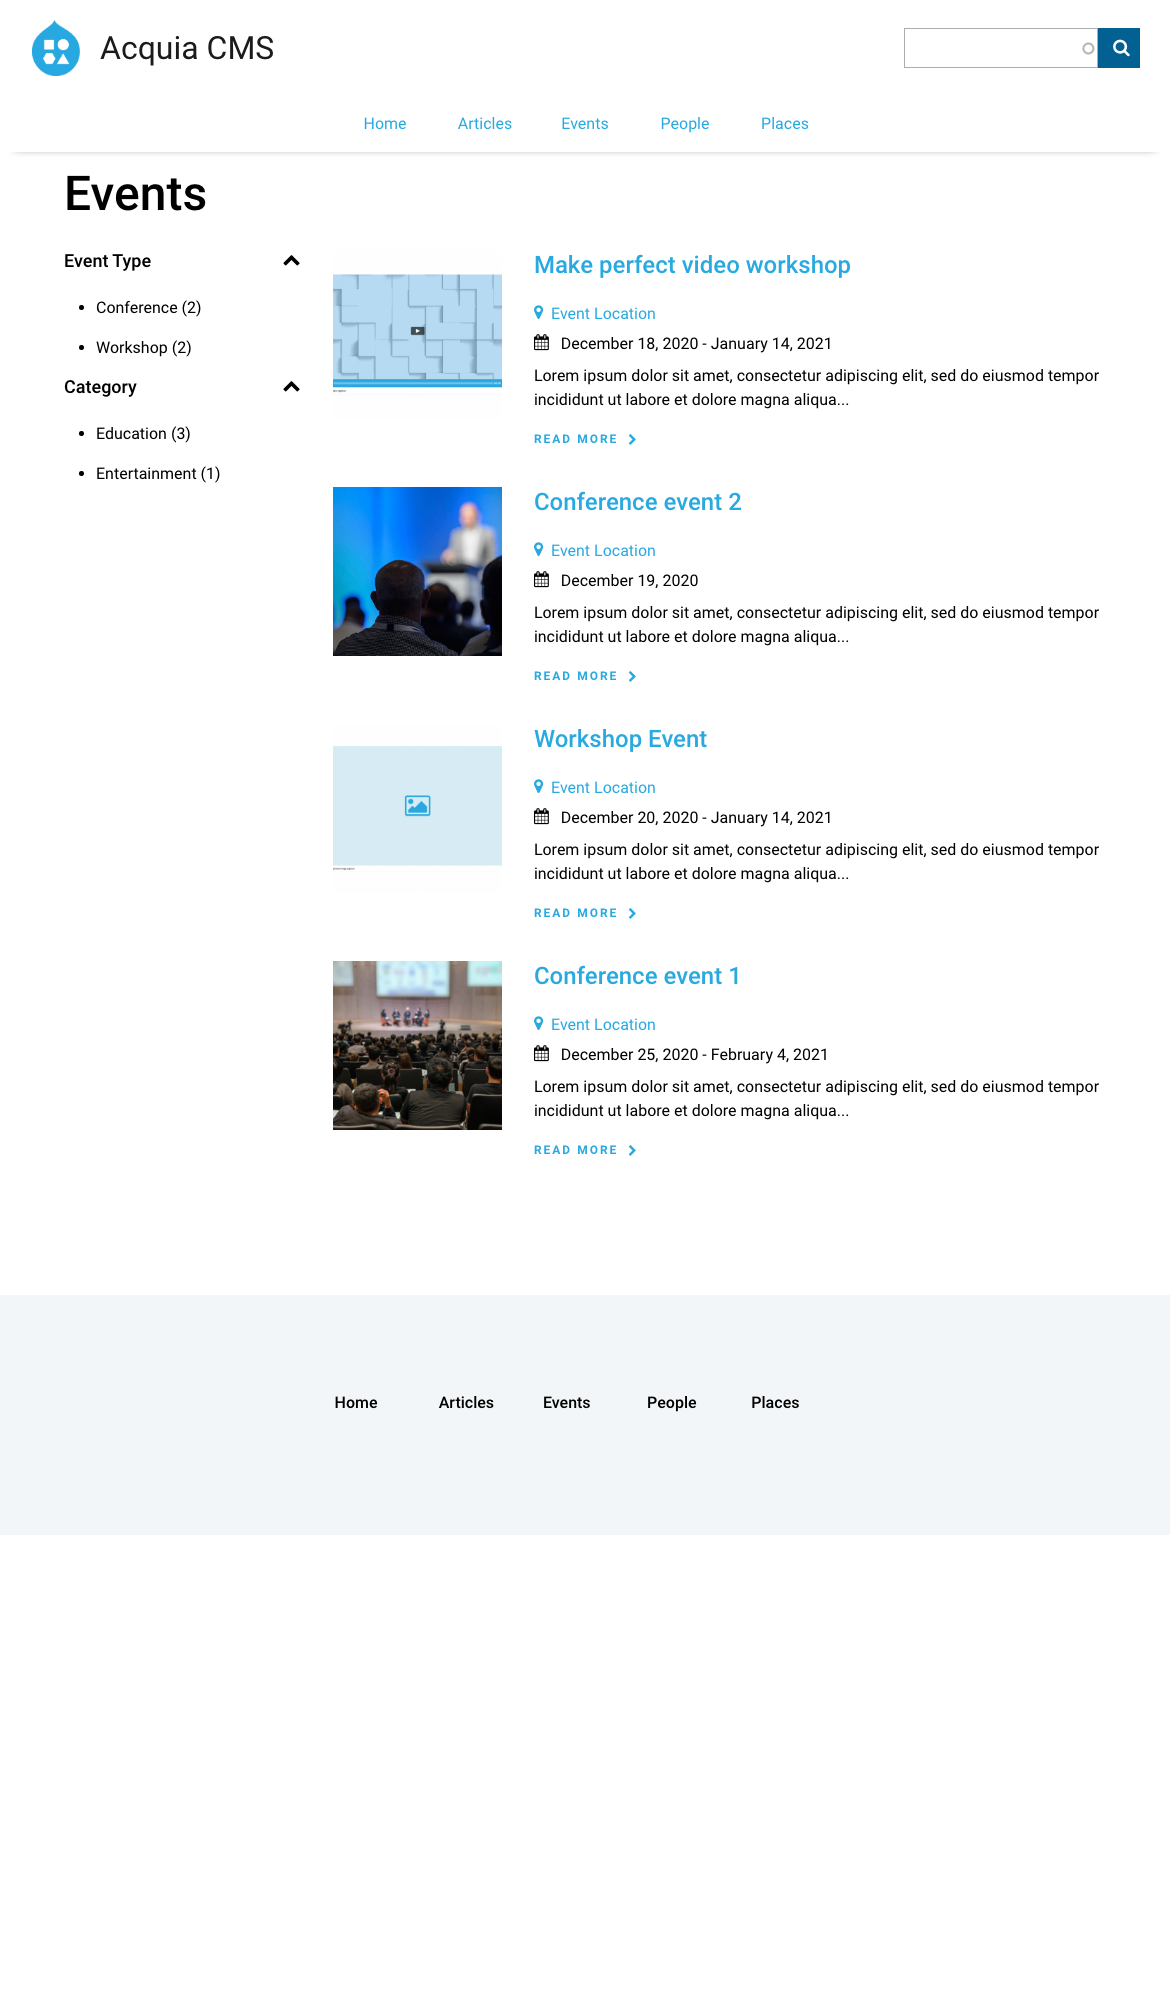 Acquia CMS
Home Articles Events People Places
Events
Event Type
Conference (2)
Workshop (2)
Category
Education (3)
Entertainment (1)
Make perfect video workshop
Event Location
December 18, 2020 - January 14, 2021
Lorem ipsum dolor sit amet, consectetur adipiscing elit, sed do eiusmod tempor
incididunt ut labore et dolore magna aliqua...
READ MORE
Conference event 2
Event Location
December 19, 2020
Lorem ipsum dolor sit amet, consectetur adipiscing elit, sed do eiusmod tempor
incididunt ut labore et dolore magna aliqua...
READ MORE
Workshop Event
Event Location
December 20, 2020 - January 14, 2021
Lorem ipsum dolor sit amet, consectetur adipiscing elit, sed do eiusmod tempor
incididunt ut labore et dolore magna aliqua...
READ MORE
Conference event 1
Event Location
December 25, 2020 - February 4, 2021
Lorem ipsum dolor sit amet, consectetur adipiscing elit, sed do eiusmod tempor
incididunt ut labore et dolore magna aliqua...
READ MORE
Home Articles Events People Places